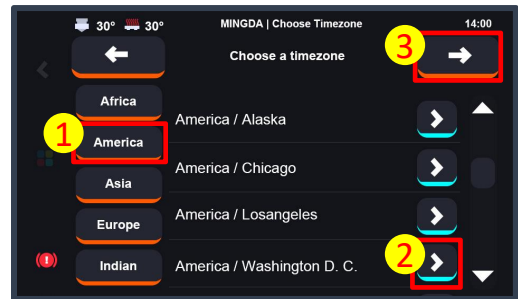 30° 30° MINGDA | Choose Timezone 14:00
Choose a timezone
3
Africa
America / Alaska
1
America
America / Chicago
Asia
America / Losangeles
Europe
2
Indian
America / Washington D. C.